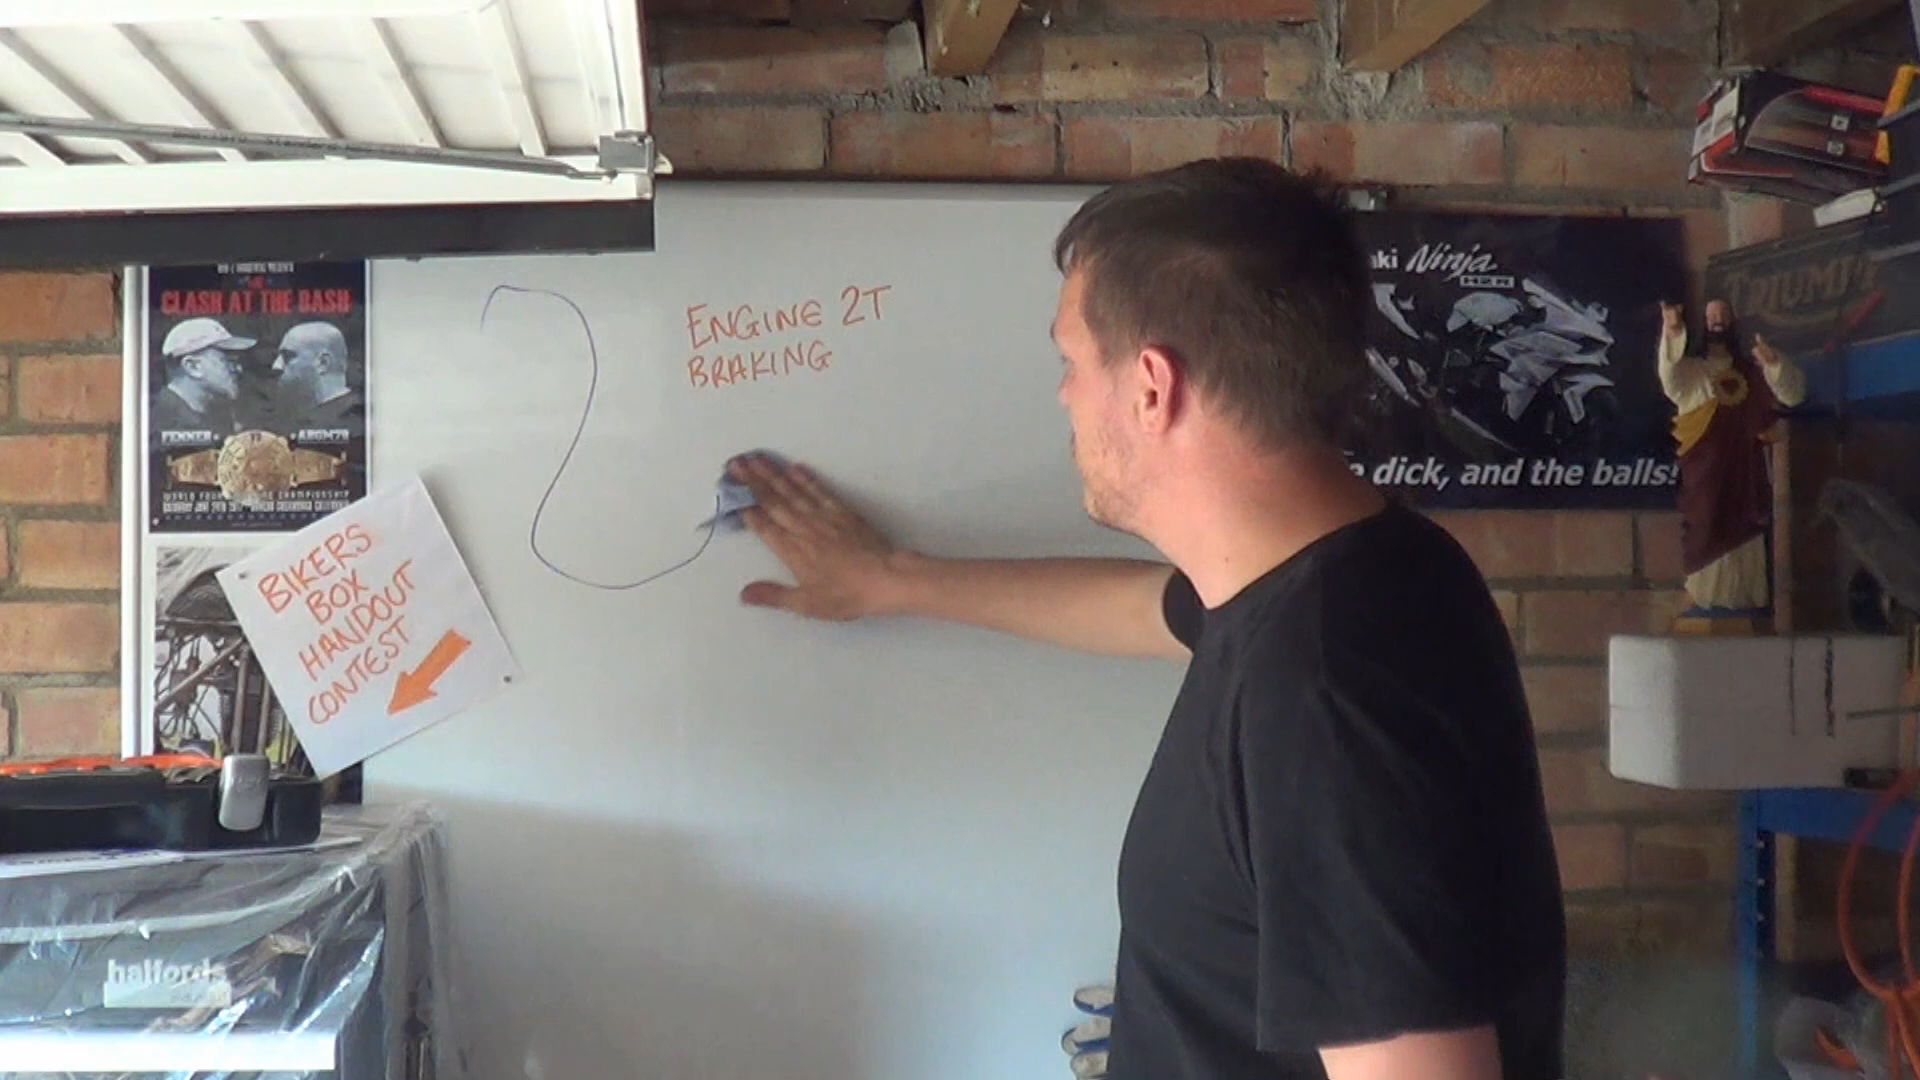 CLASH AT THE DASH
FENNER
ARUM79
BIKERS
BOX
HANDOUT
CONTEST
halfords
ENGINE 2T
BRAKING
Ninja
dick, and the balls!
TRIUMPH